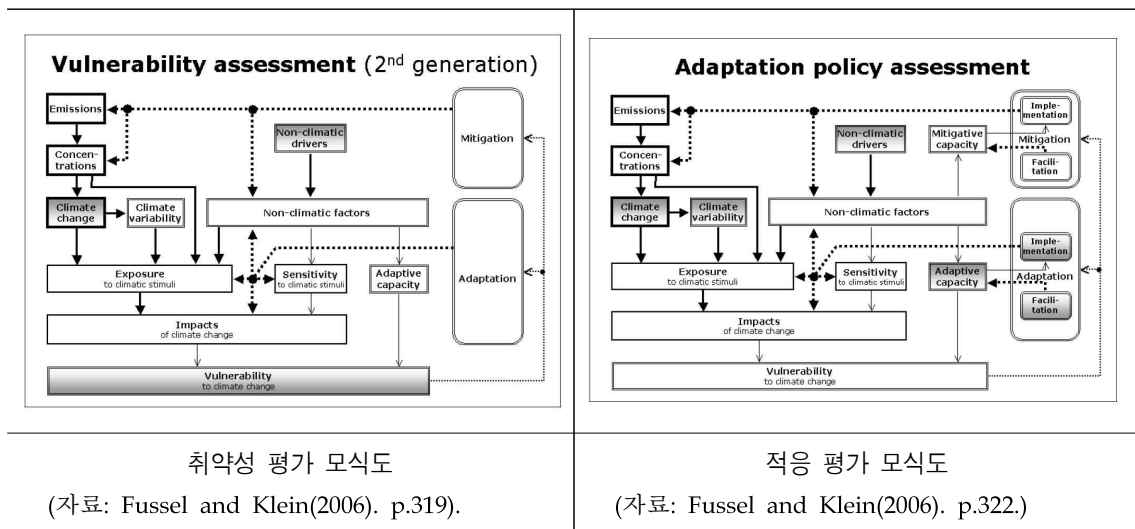 Vulnerability assessment (2nd generation)
Emissions
Concen-
trations
Climate
change
Climate
variability
Non-climatic
drivers
Non-climatic factors
Mitigation
Exposure
to climatic stimuli
Sensitivity
to climatic stimuli
Adaptive
capacity
Adaptation
Impacts
of climate change
Vulnerability
to climate change
Adaptation policy assessment
Emissions
Concen-
trations
Climate
change
Climate
variability
Non-climatic
drivers
Mitigative
capacity
Imple-
mentation
Mitigation
Facili-
tation
Non-climatic factors
Exposure
to climatic stimuli
Sensitivity
to climatic stimuli
Adaptive
capacity
Imple-
mentation
Adaptation
Facili-
tation
Impacts
of climate change
Vulnerability
to climate change
취약성 평가 모식도
(자료: Fussel and Klein(2006). p.319).
적응 평가 모식도
(자료: Fussel and Klein(2006). p.322.)